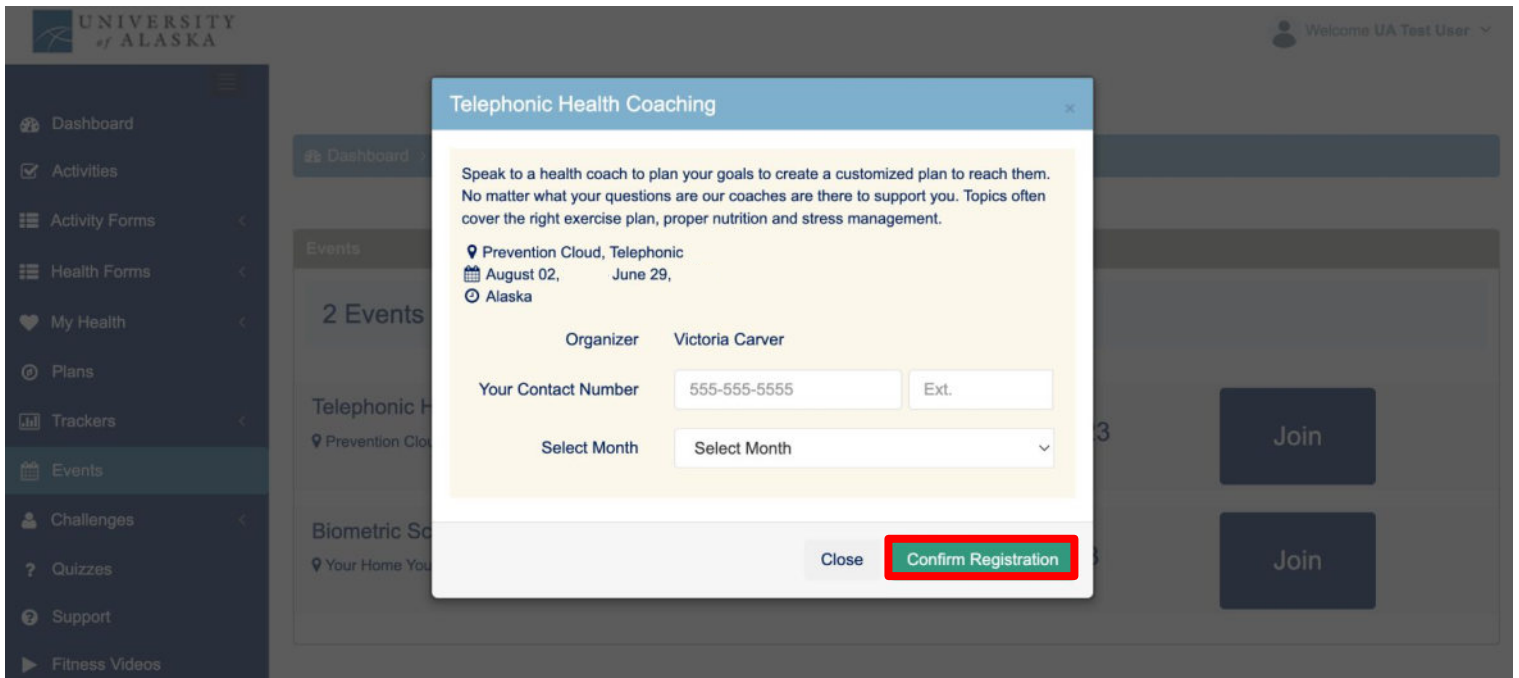 UNIVERSITY
of ALASKA
Welcome UA Test User
Dashboard
Activities
Activity Forms
Health Forms
My Health
Plans
Trackers
Events
Challenges
? Quizzes
Support
Fitness Videos
Dashboard
Events
2 Events
Telephonic H
Prevention Clou
23
Join
Biometric Sc
Your Home You
Join
Telephonic Health Coaching
×
Speak to a health coach to plan your goals to create a customized plan to reach them.
No matter what your questions are our coaches are there to support you. Topics often
cover the right exercise plan, proper nutrition and stress management.
Prevention Cloud, Telephonic
August 02, June 29,
Alaska
Organizer Victoria Carver
Your Contact Number 555-555-5555 Ext.
Select Month Select Month
Close Confirm Registration